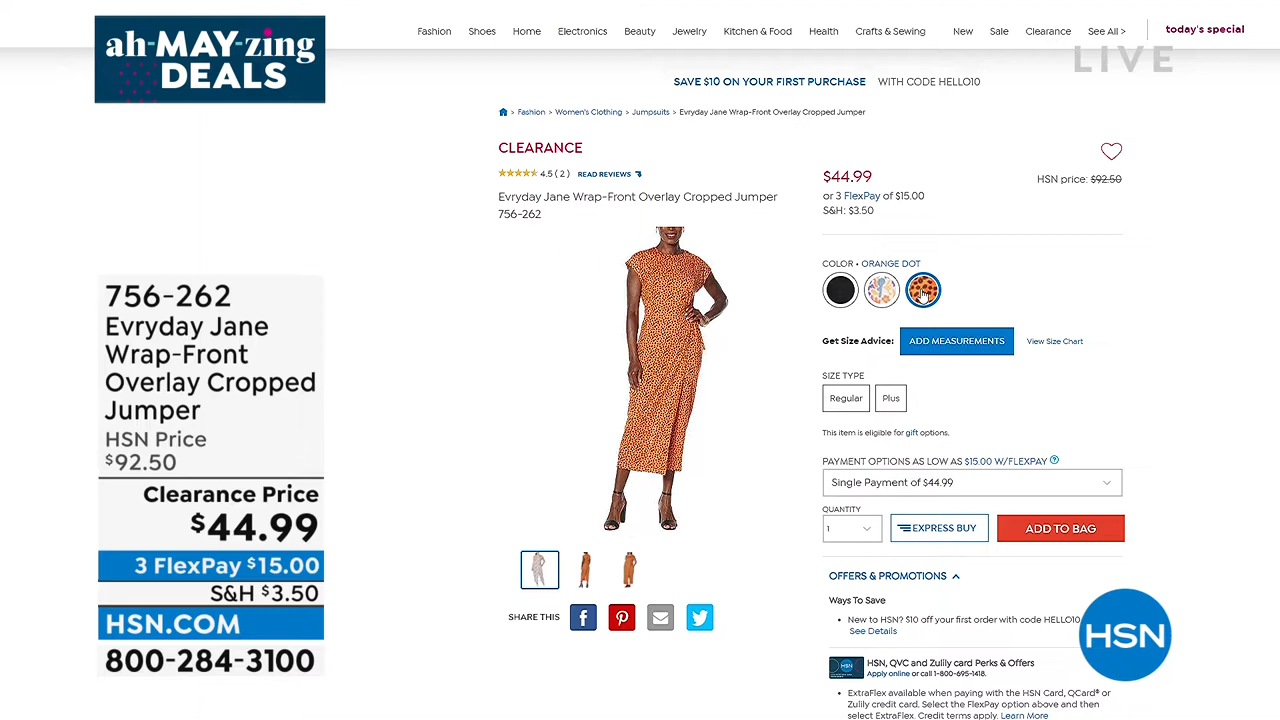 ah-MAY-zing
DEALS
Fashion Shoes Home Electronics Beauty Jewelry Kitchen & Food Health Crafts & Sewing New Sale Clearance See All > today's special
LIVE
SAVE $10 ON YOUR FIRST PURCHASE WITH CODE HELLO10
> Fashion > Women's Clothing > Jumpsuits > Evryday Jane Wrap-Front Overlay Cropped Jumper
CLEARANCE
4.5 ( 2 ) READ REVIEWS
Evryday Jane Wrap-Front Overlay Cropped Jumper
756-262
$44.99
HSN price: $92.50
or 3 FlexPay of $15.00
S&H: $3.50
COLOR • ORANGE DOT
Get Size Advice: ADD MEASUREMENTS View Size Chart
SIZE TYPE
Regular Plus
This item is eligible for gift options.
PAYMENT OPTIONS AS LOW AS $15.00 W/FLEXPAY ?
Single Payment of $44.99
QUANTITY
1 EXPRESS BUY ADD TO BAG
OFFERS & PROMOTIONS
Ways To Save
• New to HSN? $10 off your first order with code HELLO10
See Details
HSN, QVC and Zulily card Perks & Offers
Apply online or call 1-800-695-1418.
• ExtraFlex available when paying with the HSN Card, QCard® or
Zulily credit card. Select the FlexPay option above and then
select ExtraFlex. Credit terms apply. Learn More
SHARE THIS
756-262
Evryday Jane
Wrap-Front
Overlay Cropped
Jumper
HSN Price
$92.50
Clearance Price
$44.99
3 FlexPay $15.00
S&H $3.50
HSN.COM
800-284-3100
HSN